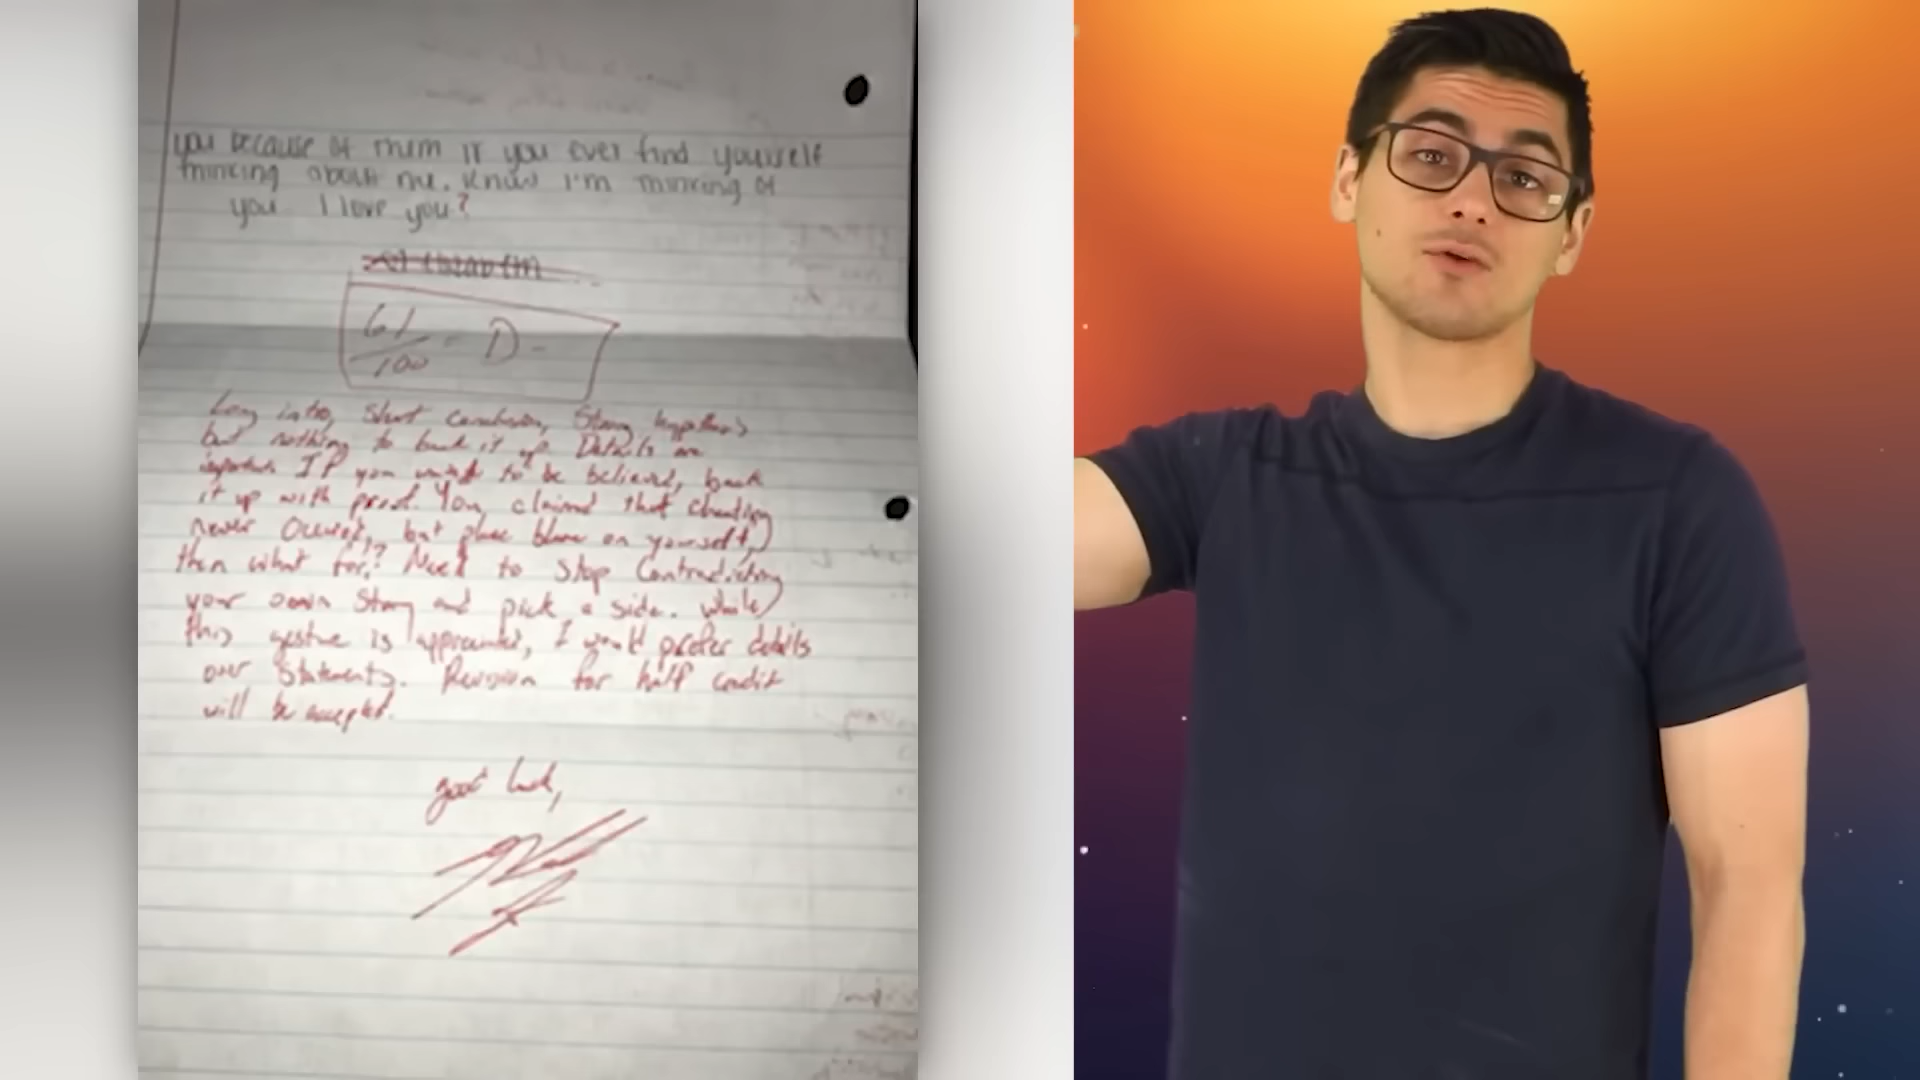 you because of them if you ever find yourself
thinking about me. Know I'm thinking of
you I love you?
61/100 = D-
Long intro, short conclusion, Strong hypothesis
but nothing to back it up. Details are
important. If you want to be believed, back
it up with proof. You claimed that cheating
never occurred, but place blame on yourself,
then what for? Need to stop contradicting
your own story and pick a side. While
this gesture is appreciated, I would prefer details
over statements. Revision for half credit
will be accepted.
good luck,